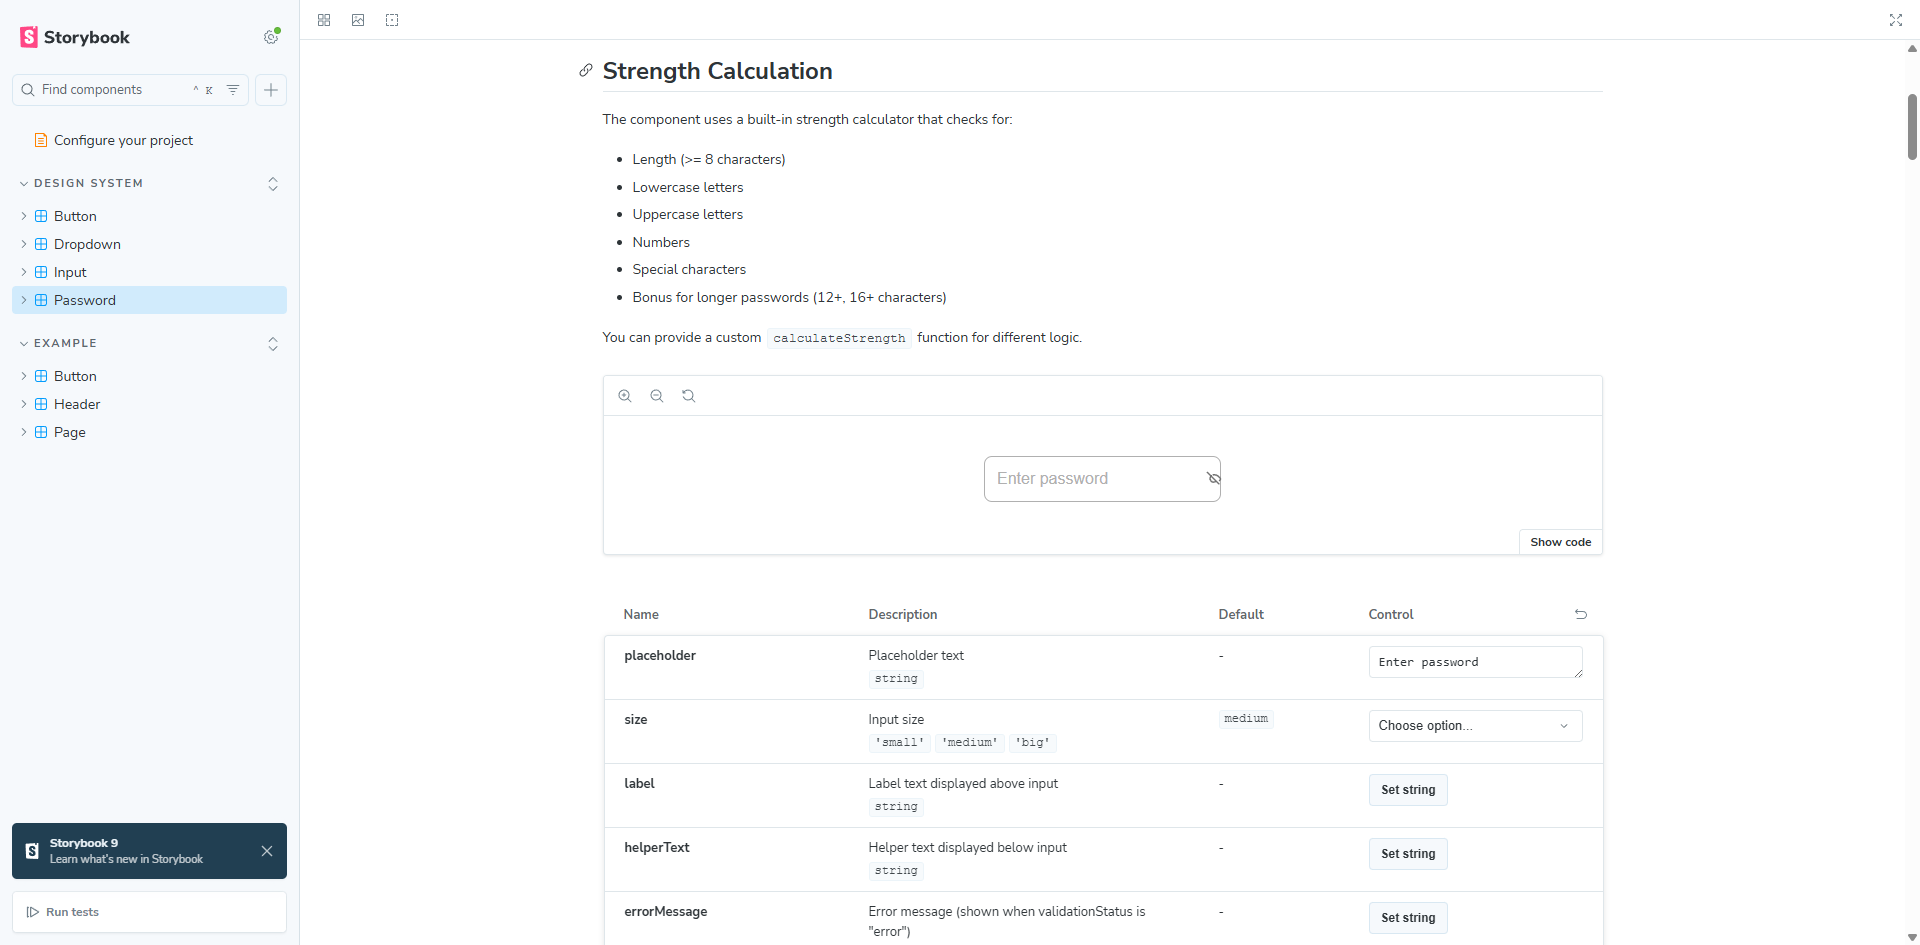 Storybook
Find components
^ K
Configure your project
DESIGN SYSTEM
Button
Dropdown
Input
Password
EXAMPLE
Button
Header
Page
Storybook 9
Learn what's new in Storybook
Run tests
Strength Calculation
The component uses a built-in strength calculator that checks for:
Length (>= 8 characters)
Lowercase letters
Uppercase letters
Numbers
Special characters
Bonus for longer passwords (12+, 16+ characters)
You can provide a custom calculateStrength function for different logic.
Enter password
Show code
Name Description Default Control
placeholder Placeholder text - Enter password
string
size Input size medium Choose option...
'small' 'medium' 'big'
label Label text displayed above input - Set string
string
helperText Helper text displayed below input - Set string
string
errorMessage Error message (shown when validationStatus is - Set string
"error")